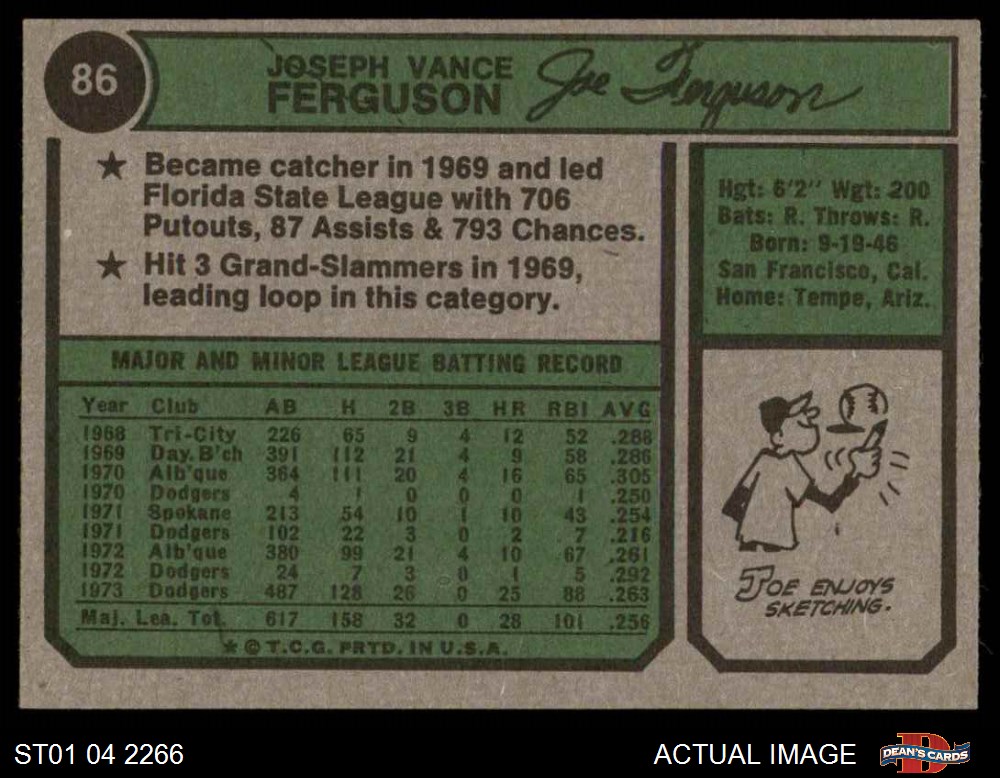 86
JOSEPH VANCE
FERGUSON
Joe Ferguson
★ Became catcher in 1969 and led
Florida State League with 706
Putouts, 87 Assists & 793 Chances.
★ Hit 3 Grand-Slammers in 1969,
leading loop in this category.
Hgt: 6'2" Wgt: 200
Bats: R. Throws: R.
Born: 9-19-46
San Francisco, Cal.
Home: Tempe, Ariz.
MAJOR AND MINOR LEAGUE BATTING RECORD
Year Club AB H 2B 3B HR RBI AVG
1968 Tri-City 226 65 9 4 12 52 .288
1969 Day. B'ch 391 112 21 4 9 58 .286
1970 Alb'que 364 111 20 4 16 65 .305
1970 Dodgers 4 1 0 0 0 1 .250
1971 Spokane 213 54 10 1 10 43 .254
1971 Dodgers 102 22 3 0 2 7 .216
1972 Alb'que 380 99 21 4 10 67 .261
1972 Dodgers 24 7 3 0 1 5 .292
1973 Dodgers 487 128 26 0 25 88 .263
Maj. Lea. Tot. 617 158 32 0 28 101 .256
★ © T.C.G. PRTD. IN U.S.A.
JOE ENJOYS
SKETCHING.
ST01 04 2266
ACTUAL IMAGE
D
DEAN'S CARDS